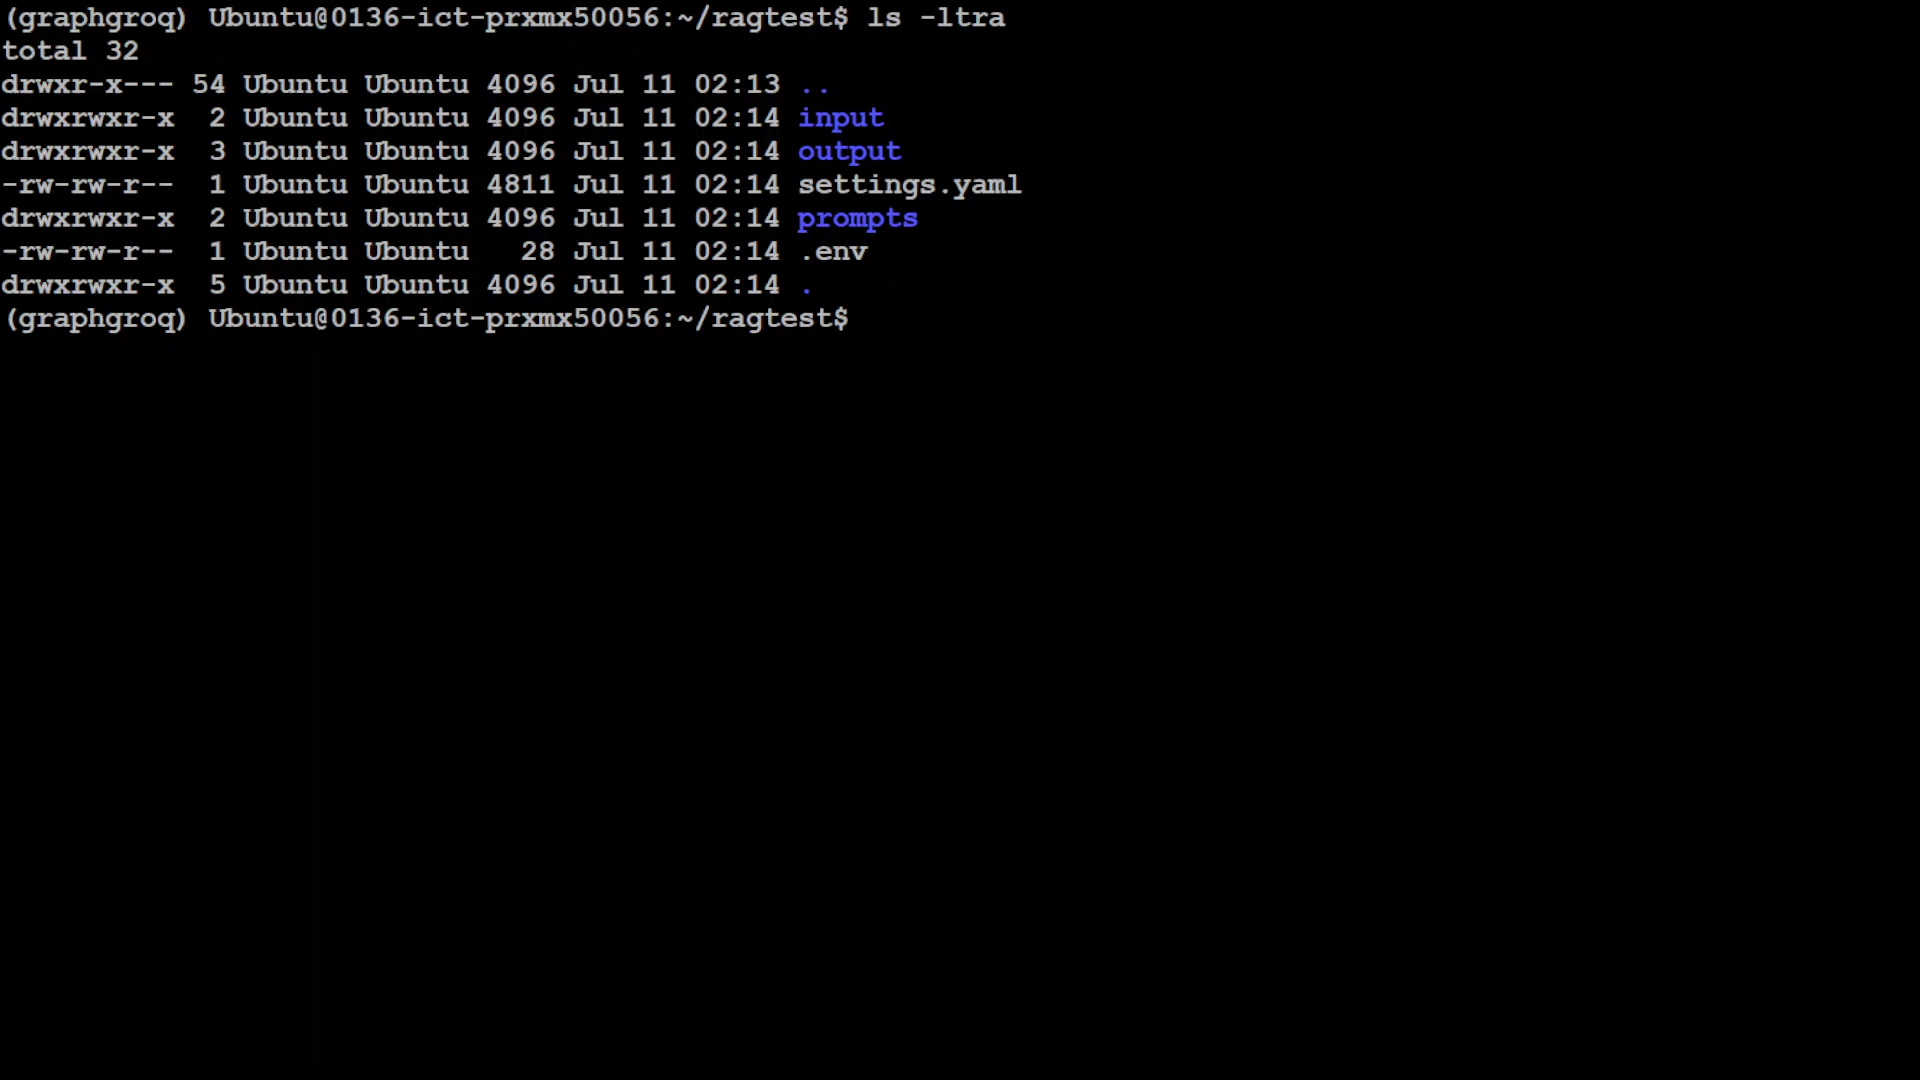 (graphgroq) Ubuntu@0136-ict-prxmx50056:~/ragtest$ ls -ltra
total 32
drwxr-x--- 54 Ubuntu Ubuntu 4096 Jul 11 02:13 ..
drwxrwxr-x  2 Ubuntu Ubuntu 4096 Jul 11 02:14 input
drwxrwxr-x  3 Ubuntu Ubuntu 4096 Jul 11 02:14 output
-rw-rw-r--  1 Ubuntu Ubuntu 4811 Jul 11 02:14 settings.yaml
drwxrwxr-x  2 Ubuntu Ubuntu 4096 Jul 11 02:14 prompts
-rw-rw-r--  1 Ubuntu Ubuntu   28 Jul 11 02:14 .env
drwxrwxr-x  5 Ubuntu Ubuntu 4096 Jul 11 02:14 .
(graphgroq) Ubuntu@0136-ict-prxmx50056:~/ragtest$